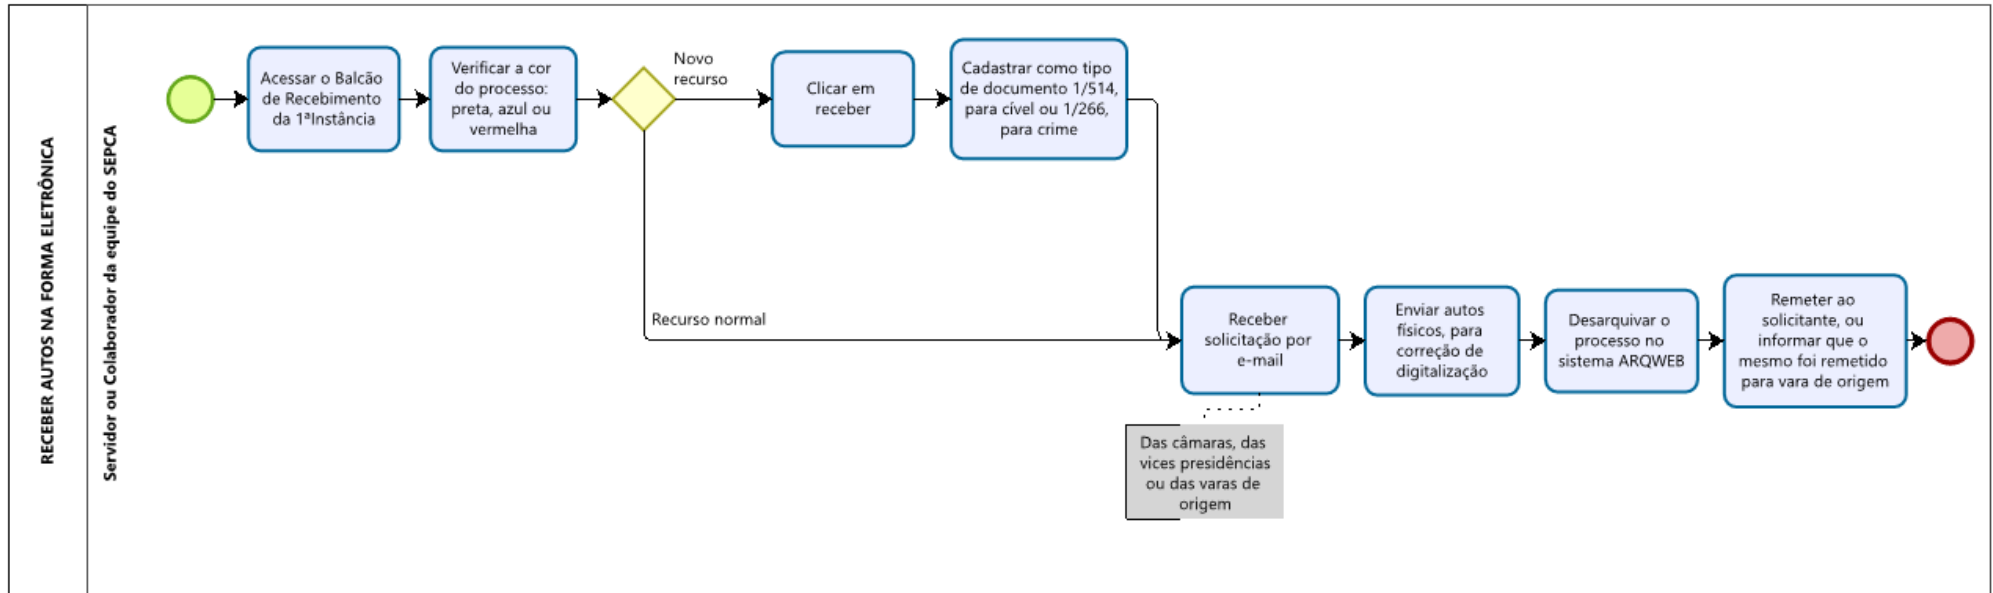 RECEBER AUTOS NA FORMA ELETRÔNICA
Servidor ou Colaborador da equipe do SEPCA
Acessar o Balcão
de Recebimento
da 1ªInstância
Verificar a cor
do processo:
preta, azul ou
vermelha
Novo
recurso
Clicar em
receber
Cadastrar como tipo
de documento 1/514,
para cível ou 1/266,
para crime
Recurso normal
Receber
solicitação por
e-mail
Das câmaras, das
vices presidências
ou das varas de
origem
Enviar autos
físicos, para
correção de
digitalização
Desarquivar o
processo no
sistema ARQWEB
Remeter ao
solicitante, ou
informar que o
mesmo foi remetido
para vara de origem